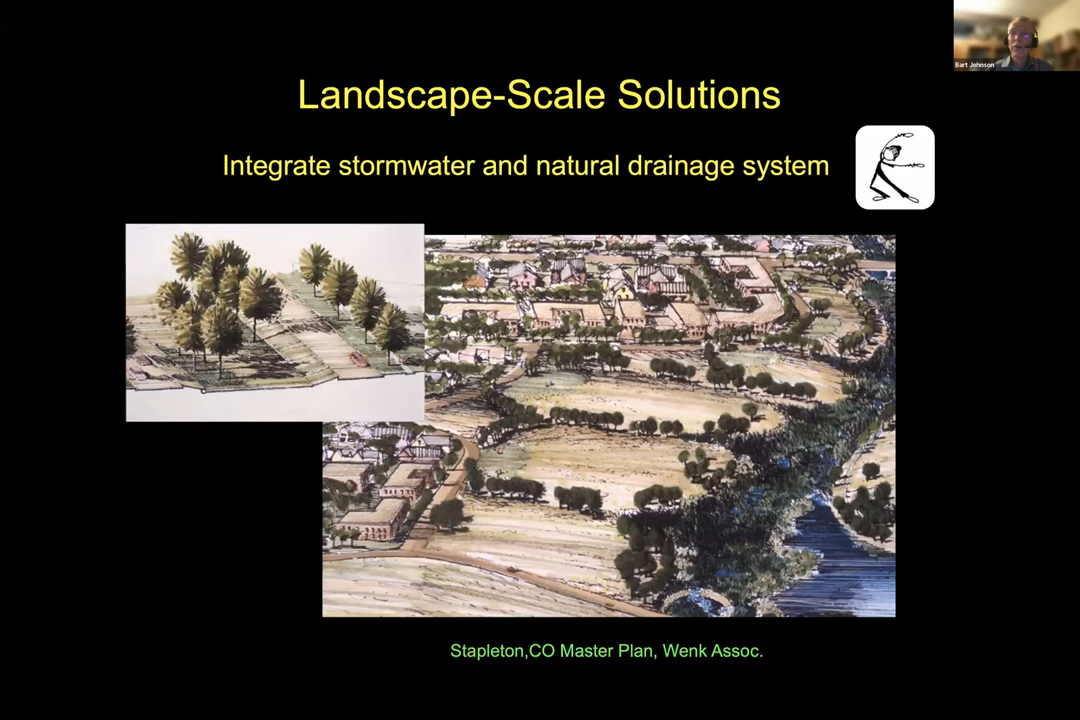 Bart Johnson
Landscape-Scale Solutions
Integrate stormwater and natural drainage system
Stapleton,CO Master Plan, Wenk Assoc.